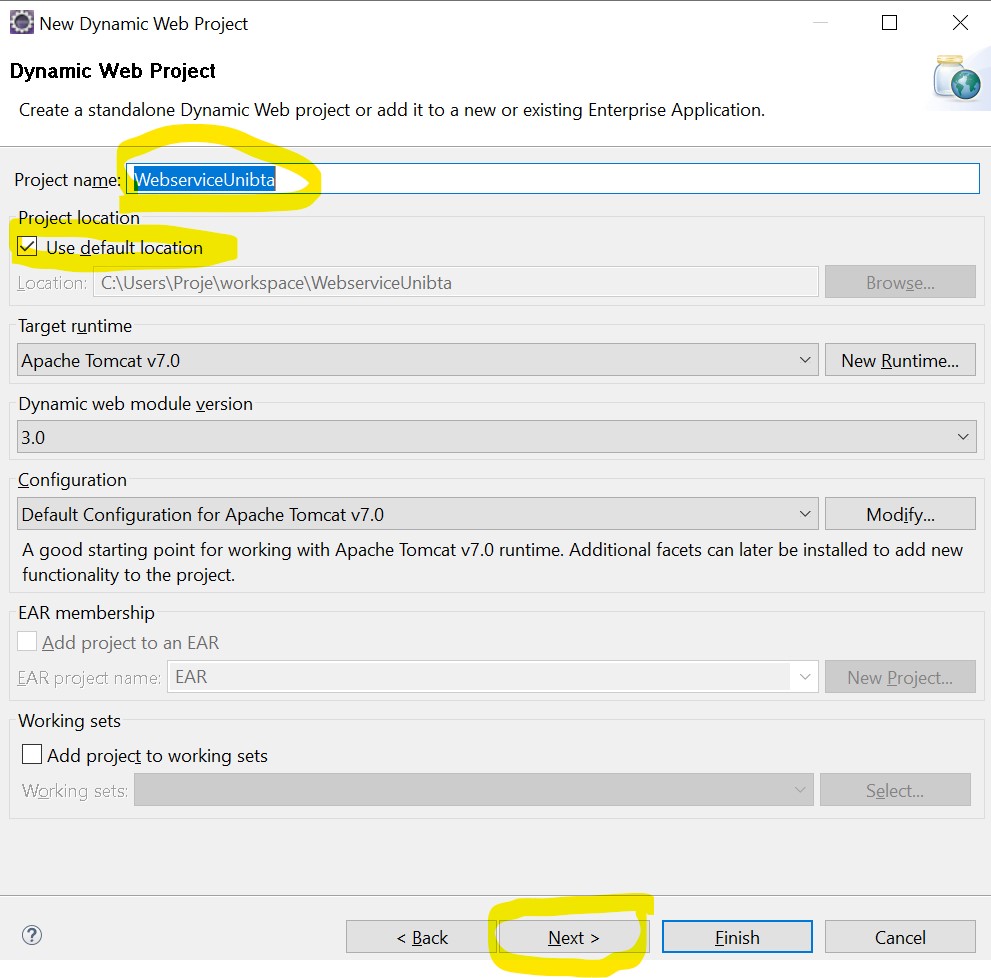 New Dynamic Web Project
Dynamic Web Project
Create a standalone Dynamic Web project or add it to a new or existing Enterprise Application.
Project name: WebserviceUnibta
Project location
Use default location
Location: C:\Users\Proje\workspace\WebserviceUnibta Browse...
Target runtime
Apache Tomcat v7.0 New Runtime...
Dynamic web module version
3.0
Configuration
Default Configuration for Apache Tomcat v7.0 Modify...
A good starting point for working with Apache Tomcat v7.0 runtime. Additional facets can later be installed to add new
functionality to the project.
EAR membership
Add project to an EAR
EAR project name: EAR New Project...
Working sets
Add project to working sets
Working sets: Select...
? < Back Next > Finish Cancel